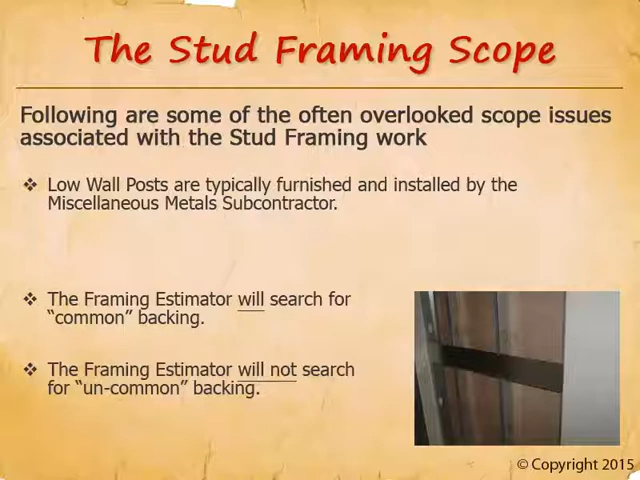 The Stud Framing Scope
Following are some of the often overlooked scope issues
associated with the Stud Framing work
❖ Low Wall Posts are typically furnished and installed by the
Miscellaneous Metals Subcontractor.
❖ The Framing Estimator will search for
“common” backing.
❖ The Framing Estimator will not search
for “un-common” backing.
© Copyright 2015